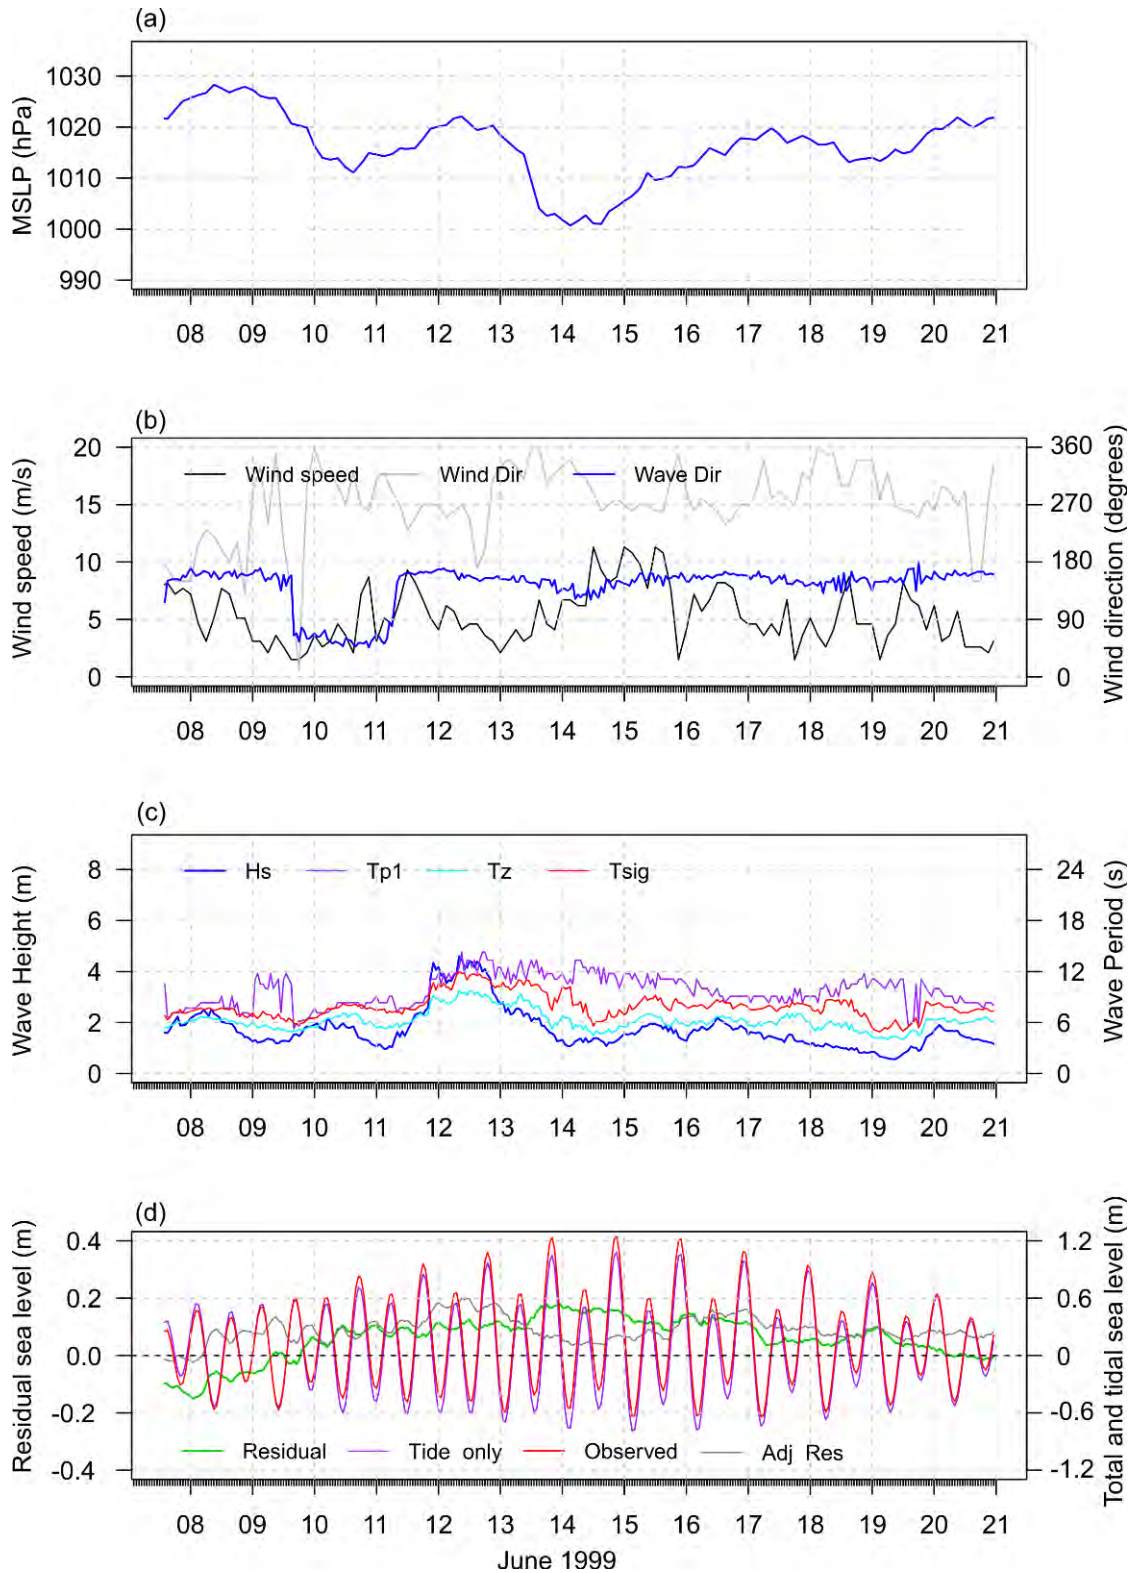 (a)
MSLP (hPa)
1030
1020
1010
1000
990
08 09 10 11 12 13 14 15 16 17 18 19 20 21
(b)
Wind speed (m/s)
20
15
10
5
0
Wind speed Wind Dir Wave Dir
360
270
180
90
0
Wind direction (degrees)
08 09 10 11 12 13 14 15 16 17 18 19 20 21
(c)
Wave Height (m)
8
6
4
2
0
Hs Tp1 Tz Tsig
24
18
12
6
0
Wave Period (s)
08 09 10 11 12 13 14 15 16 17 18 19 20 21
(d)
Residual sea level (m)
0.4
0.2
0.0
-0.2
-0.4
Residual Tide only Observed Adj Res
1.2
0.6
0
-0.6
-1.2
Total and tidal sea level (m)
08 09 10 11 12 13 14 15 16 17 18 19 20 21
June 1999